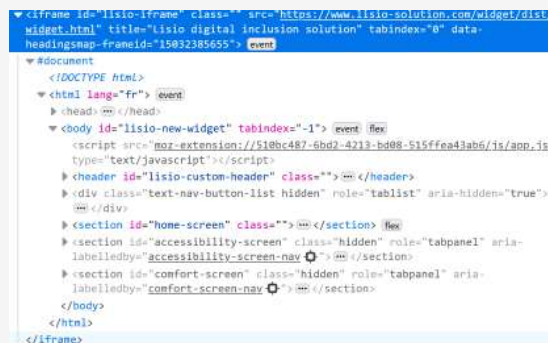 <iframe id="lisio-iframe" class="" src="https://www.lisio-solution.com/widget/dist
widget.html" title="Lisio digital inclusion solution" tabindex="0" data-
headingsmap-frameid="15032385655"> event
#document
<!DOCTYPE html>
<html lang="fr"> event
<head> ••• </head>
<body id="lisio-new-widget" tabindex="-1"> event flex
<script src="moz-extension://510bc487-6bd2-4213-bd08-515ffea43ab6/js/app.js
type="text/javascript"></script>
<header id="lisio-custom-header" class=""> ••• </header>
<div class="text-nav-button-list hidden" role="tablist" aria-hidden="true">
••• </div>
<section id="home-screen" class=""> ••• </section> flex
<section id="accessibility-screen" class="hidden" role="tabpanel" aria-
labelledby="accessibility-screen-nav"> ••• </section>
<section id="comfort-screen" class="hidden" role="tabpanel" aria-
labelledby="comfort-screen-nav"> ••• </section>
</body>
</html>
</iframe>